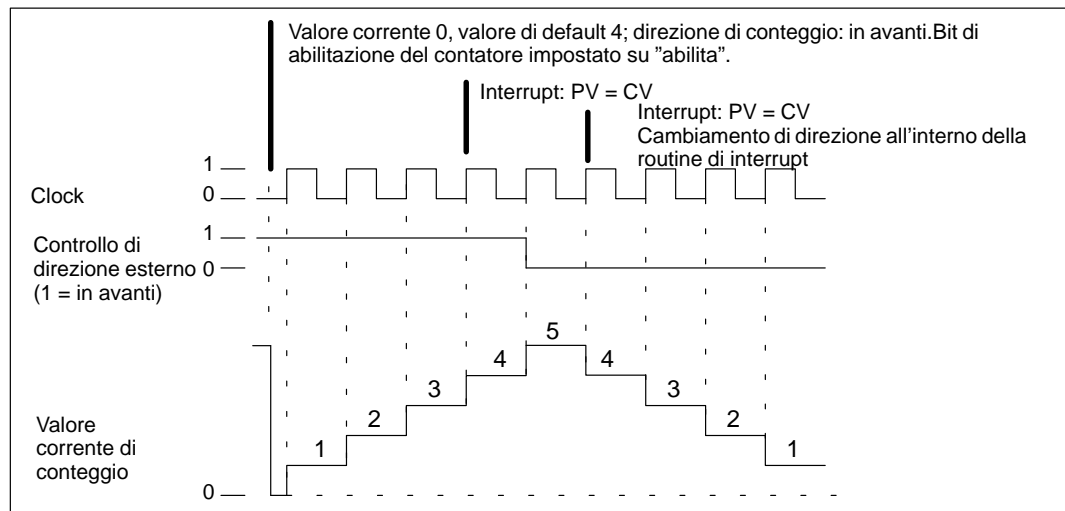 Valore corrente 0, valore di default 4; direzione di conteggio: in avanti.Bit di
abilitazione del contatore impostato su ”abilita”.
Interrupt: PV = CV
Interrupt: PV = CV
Cambiamento di direzione all'interno della
routine di interrupt
1
0
Clock
1
0
Controllo di
direzione esterno
(1 = in avanti)
5
4
4
3
3
2
2
1
1
Valore
corrente di
conteggio
0